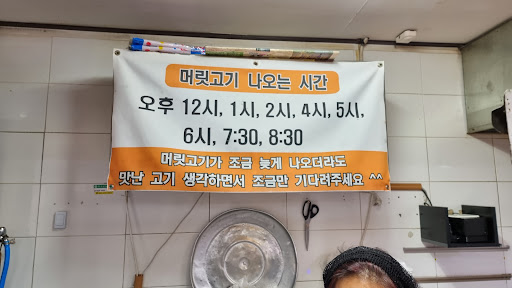 머릿고기 나오는 시간
오후 12시, 1시, 2시, 4시, 5시,
6시, 7:30, 8:30
머릿고기가 조금 늦게 나오더라도
맛난 고기 생각하면서 조금만 기다려주세요 ^^